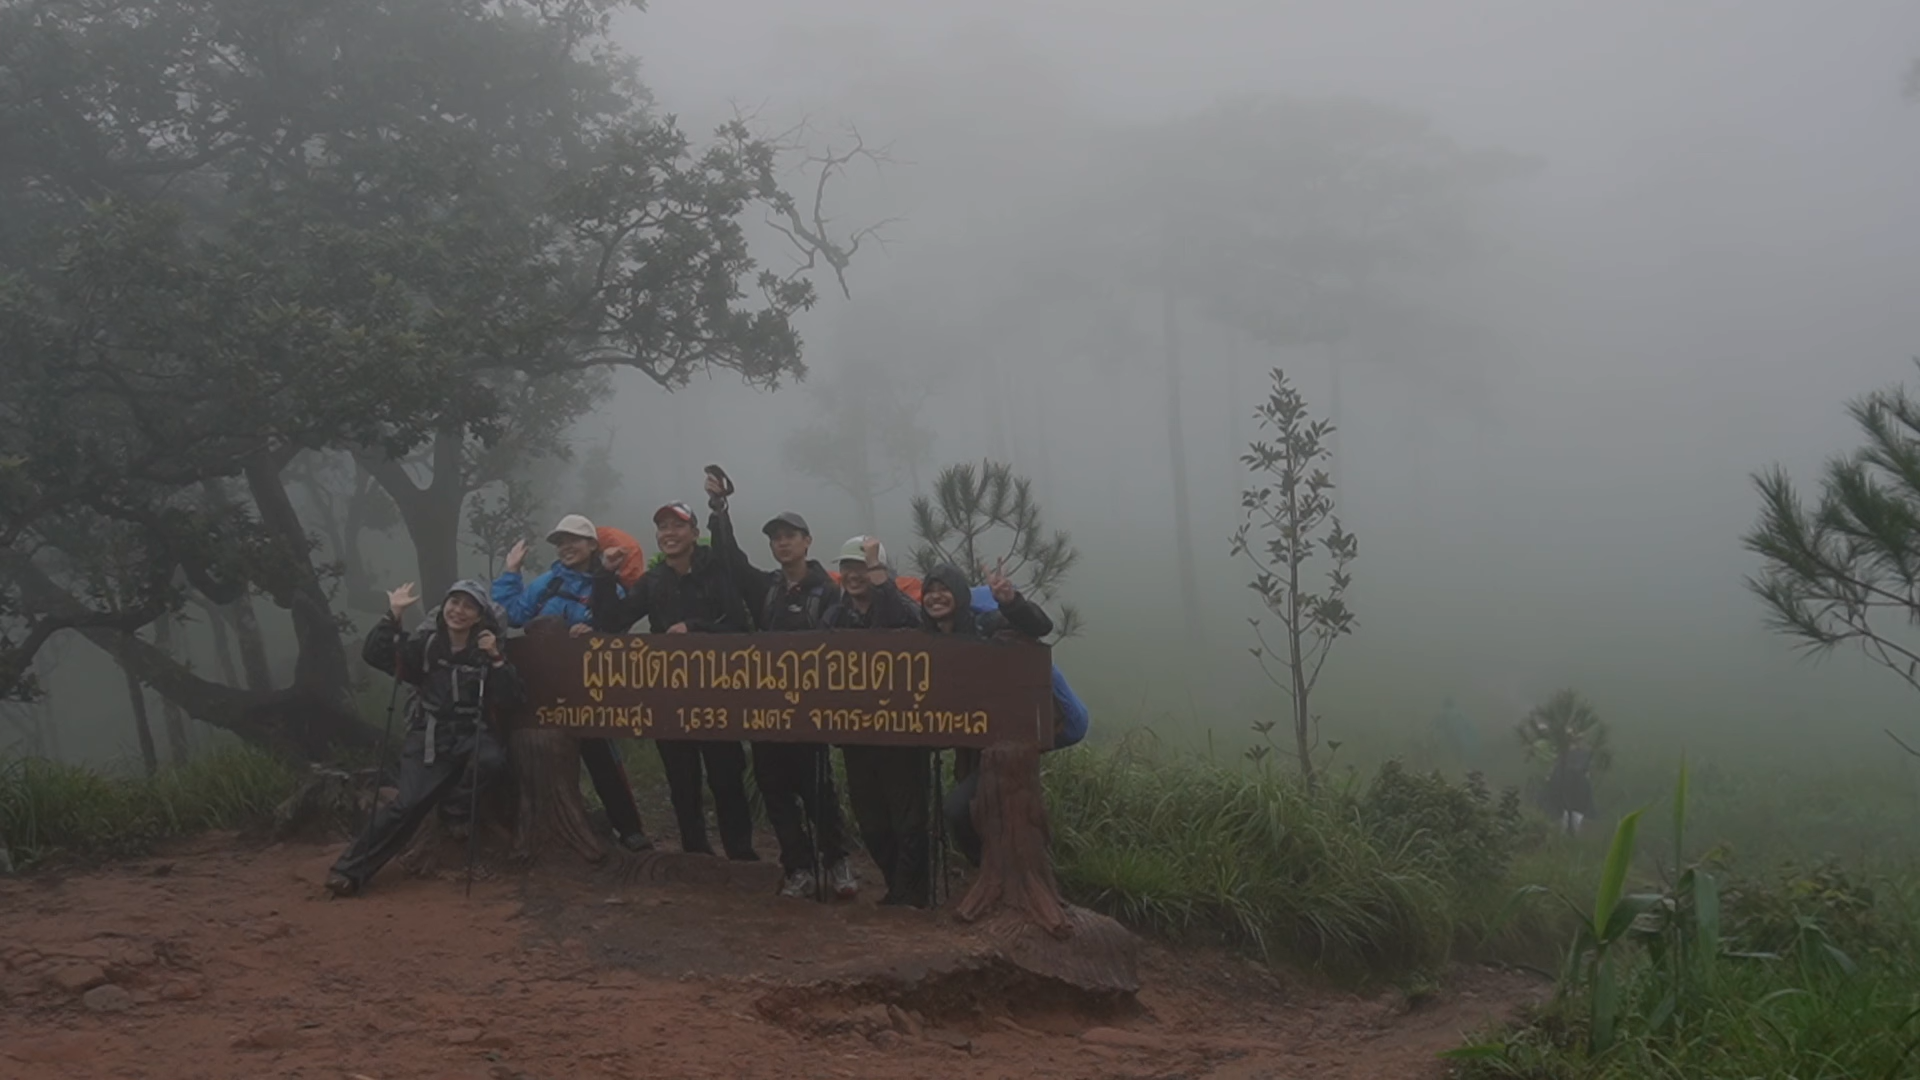 ผู้พิชิตลานสนภูสอยดาว
ระดับความสูง 1,633 เมตร จากระดับน้ำทะเล